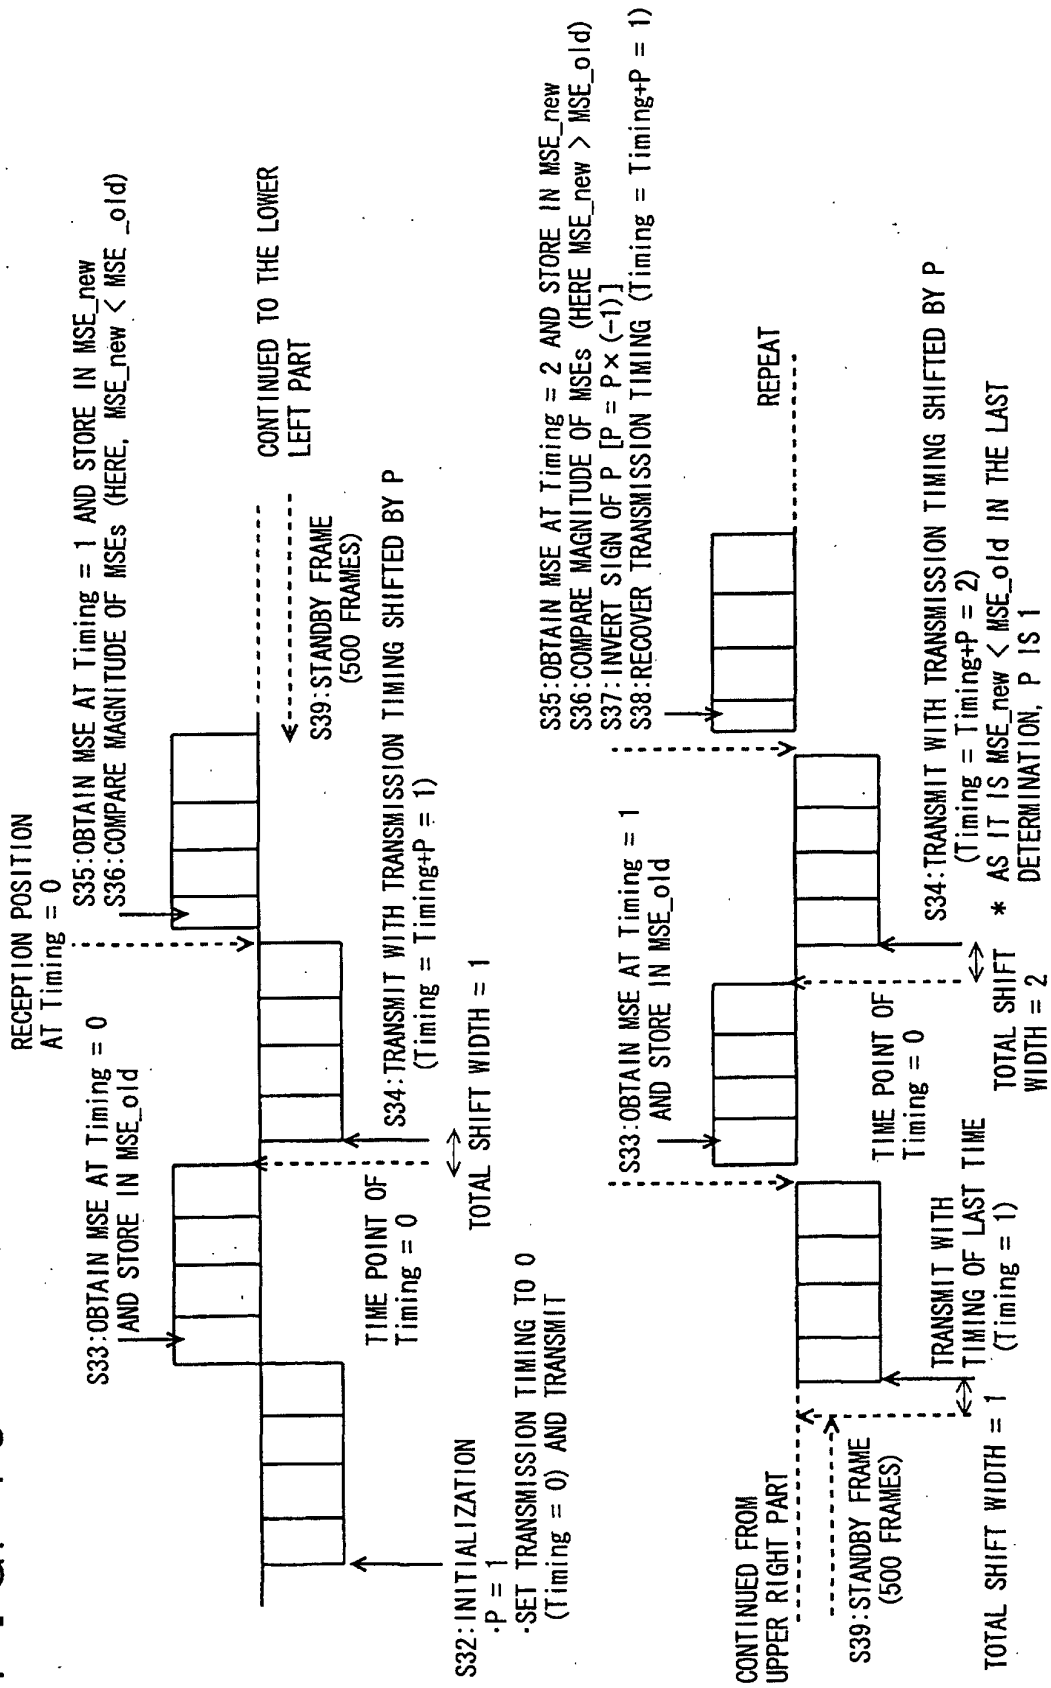 RECEPTION POSITION
AT Timing = 0
S33:OBTAIN MSE AT Timing = 0
AND STORE IN MSE_old
S35:OBTAIN MSE AT Timing = 1 AND STORE IN MSE_new
S36:COMPARE MAGNITUDE OF MSEs (HERE, MSE_new < MSE _old)
CONTINUED TO THE LOWER
LEFT PART
S39:STANDBY FRAME
(500 FRAMES)
S34:TRANSMIT WITH TRANSMISSION TIMING SHIFTED BY P
(Timing = Timing+P = 1)
TIME POINT OF
Timing = 0
TOTAL SHIFT WIDTH = 1
S32:INITIALIZATION
·P = 1
·SET TRANSMISSION TIMING TO 0
(Timing = 0) AND TRANSMIT
S33:OBTAIN MSE AT Timing = 1
AND STORE IN MSE_old
S35:OBTAIN MSE AT Timing = 2 AND STORE IN MSE_new
S36:COMPARE MAGNITUDE OF MSEs (HERE MSE_new > MSE_old)
S37:INVERT SIGN OF P [P = P×(-1)]
S38:RECOVER TRANSMISSION TIMING (Timing = Timing+P = 1)
REPEAT
CONTINUED FROM
UPPER RIGHT PART
S39:STANDBY FRAME
(500 FRAMES)
TOTAL SHIFT WIDTH = 1
TRANSMIT WITH
TIMING OF LAST TIME
(Timing = 1)
TIME POINT OF
Timing = 0
TOTAL SHIFT
WIDTH = 2
S34:TRANSMIT WITH TRANSMISSION TIMING SHIFTED BY P
(Timing = Timing+P = 2)
* AS IT IS MSE_new < MSE_old IN THE LAST
DETERMINATION, P IS 1